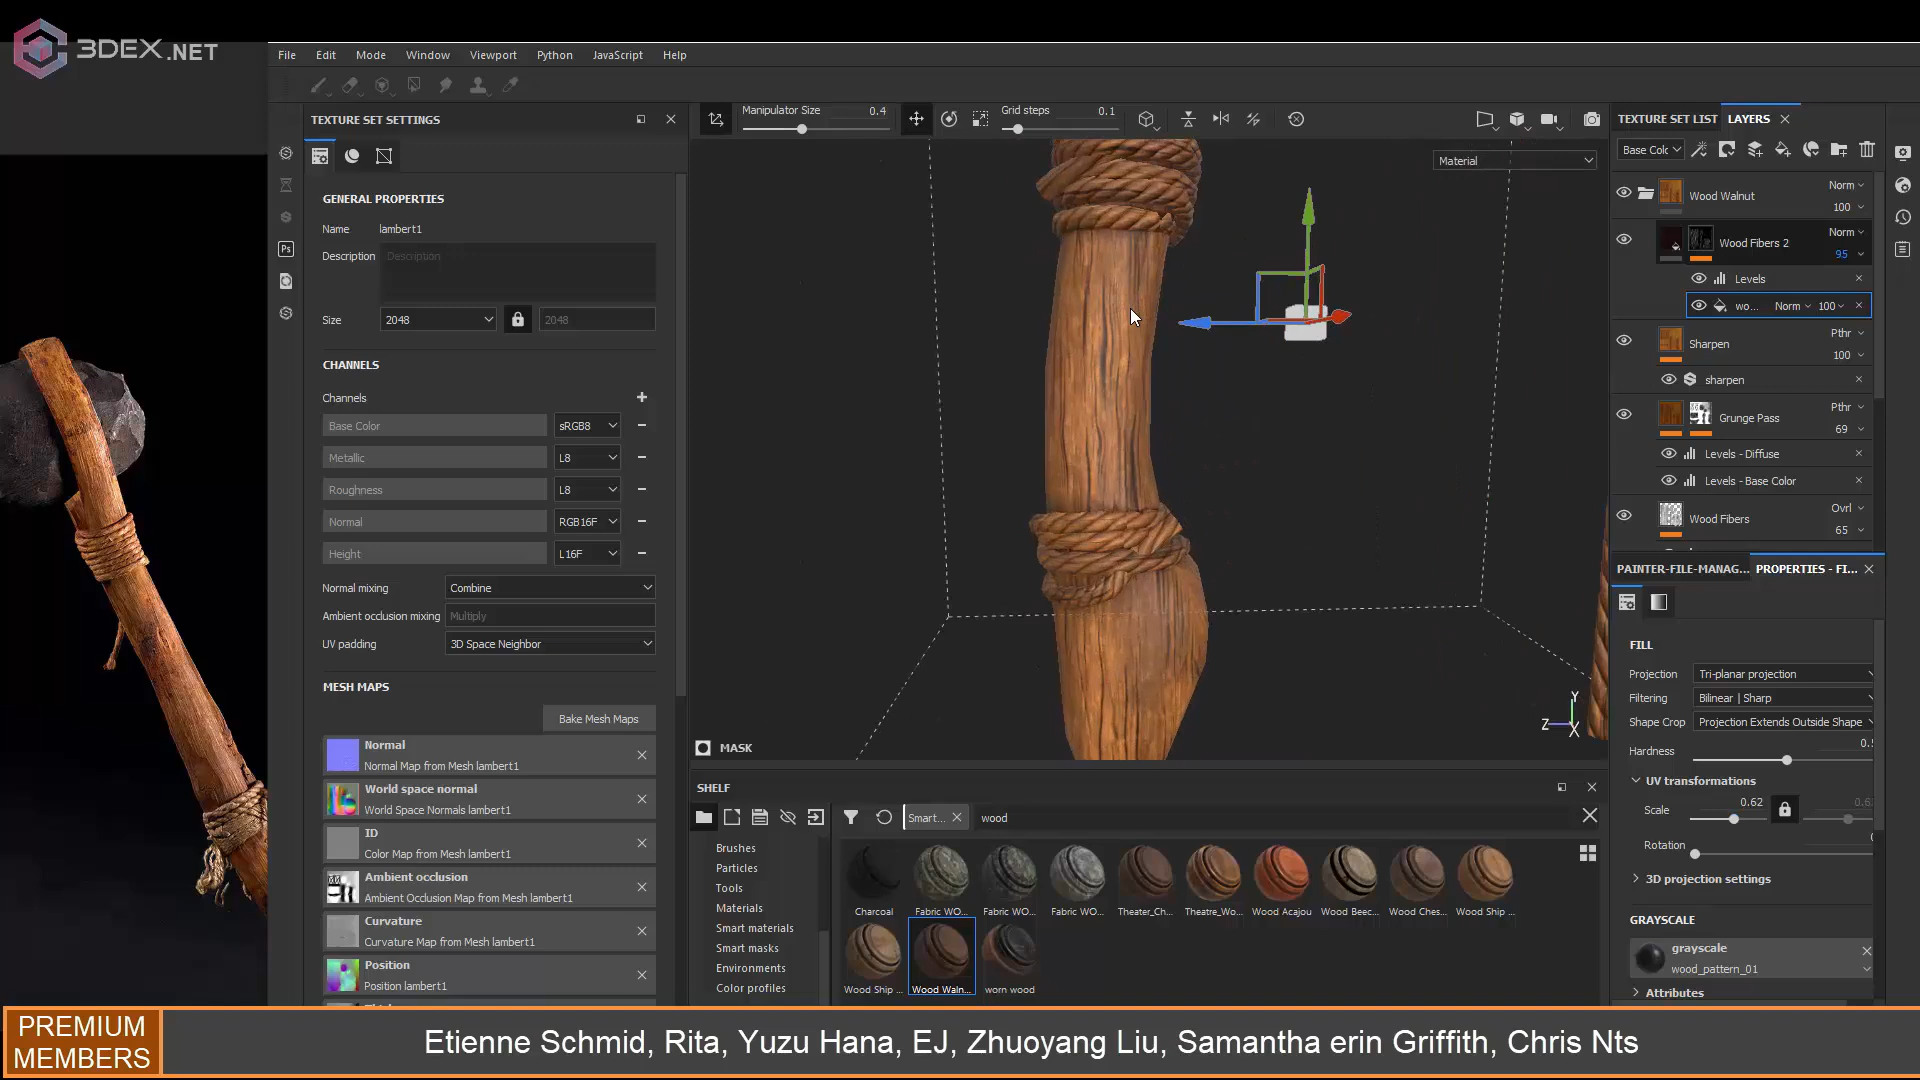 3DEX.NET
File Edit Mode Window Viewport Python JavaScript Help
TEXTURE SET SETTINGS
GENERAL PROPERTIES
Name lambert1
Description Description
Size 2048 2048
CHANNELS
Channels
Base Color sRGB8
Metallic L8
Roughness L8
Normal RGB16F
Height L16F
Normal mixing Combine
Ambient occlusion mixing Multiply
UV padding 3D Space Neighbor
MESH MAPS
Bake Mesh Maps
Normal
Normal Map from Mesh lambert1
World space normal
World Space Normals lambert1
ID
Color Map from Mesh lambert1
Ambient occlusion
Ambient Occlusion Map from Mesh lambert1
Curvature
Curvature Map from Mesh lambert1
Position
Position lambert1
Manipulator Size 0.4
Grid steps 0.1
Material
Y
Z
X
MASK
SHELF
Smart... wood
Brushes
Particles
Tools
Materials
Smart materials
Smart masks
Environments
Color profiles
Charcoal Fabric WO... Fabric WO... Fabric WO... Theater_Ch... Theatre_Wo... Wood Acajou Wood Beec... Wood Ches... Wood Ship ...
Wood Ship ... Wood Waln... worn wood
TEXTURE SET LIST LAYERS
Base Colc
Wood Walnut Norm
100
Wood Fibers 2 Norm
95
Levels
wo... Norm 100
Sharpen Pthr
100
sharpen
Grunge Pass Pthr
69
Levels - Diffuse
Levels - Base Color
Wood Fibers Ovrl
65
PAINTER-FILE-MANAG... PROPERTIES - FI...
FILL
Projection Tri-planar projection
Filtering Bilinear | Sharp
Shape Crop Projection Extends Outside Shape
Hardness
UV transformations
Scale 0.62
Rotation
3D projection settings
GRAYSCALE
grayscale
wood_pattern_01
Attributes
Ps
PREMIUM
MEMBERS
Etienne Schmid, Rita, Yuzu Hana, EJ, Zhuoyang Liu, Samantha erin Griffith, Chris Nts